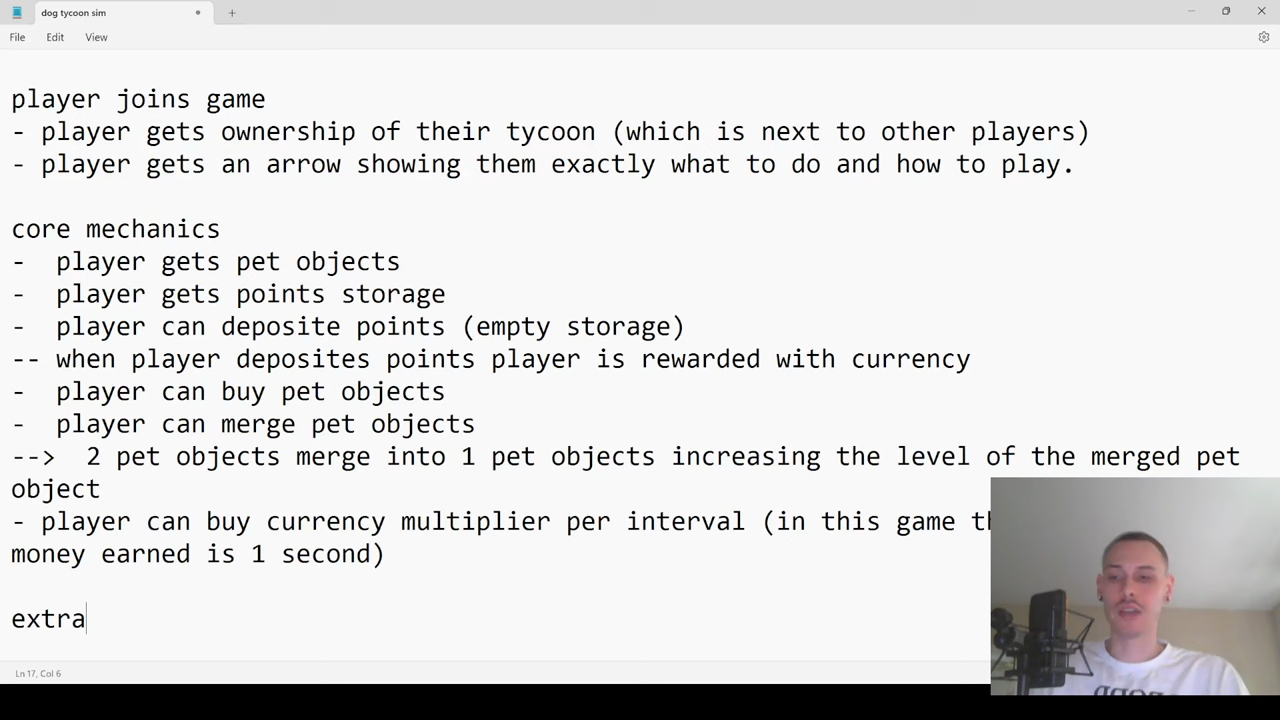 dog tycoon sim
File Edit View
player joins game
- player gets ownership of their tycoon (which is next to other players)
- player gets an arrow showing them exactly what to do and how to play.
core mechanics
- player gets pet objects
- player gets points storage
- player can deposite points (empty storage)
-- when player deposites points player is rewarded with currency
- player can buy pet objects
- player can merge pet objects
--> 2 pet objects merge into 1 pet objects increasing the level of the merged pet
object
- player can buy currency multiplier per interval (in this game
money earned is 1 second)
extra
Ln 17, Col 6